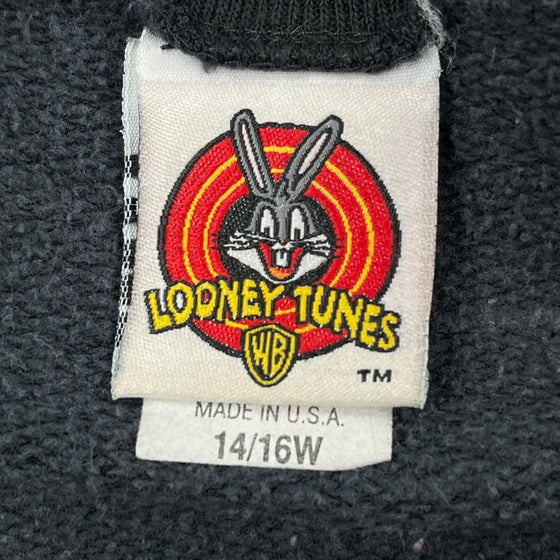 LOONEY TUNES
WB
TM
MADE IN U.S.A.
14/16W